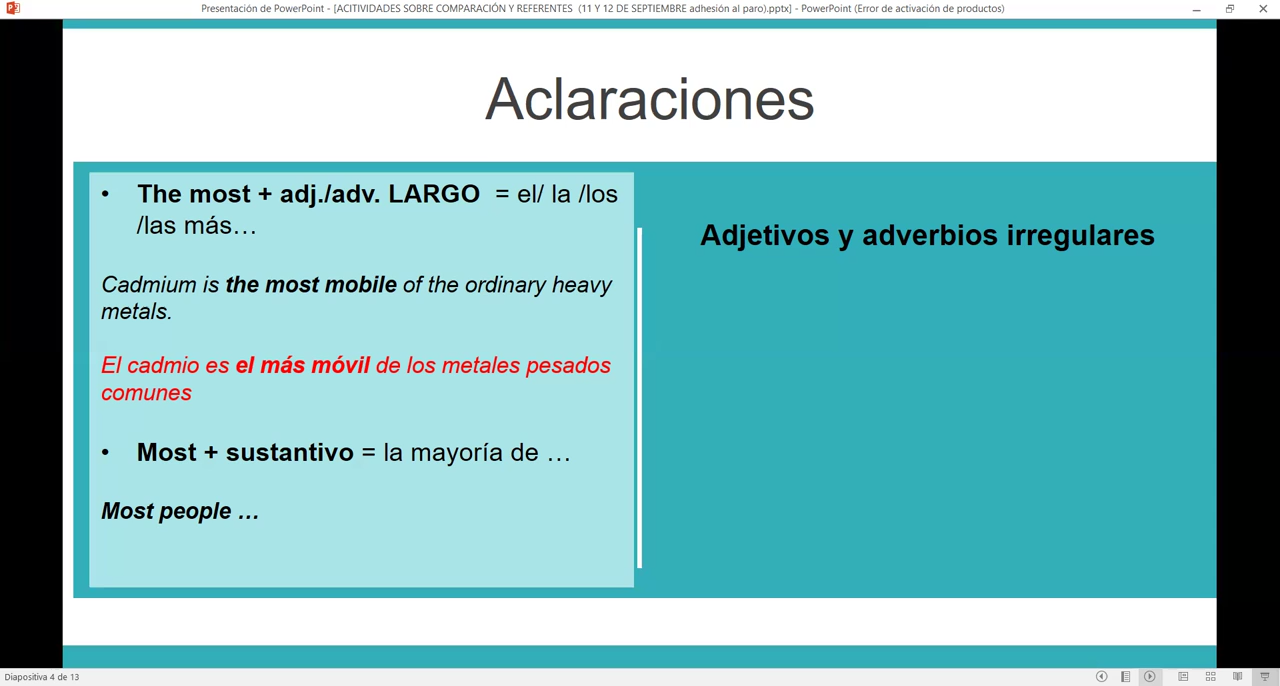 Presentación de PowerPoint - [ACITIVIDADES SOBRE COMPARACIÓN Y REFERENTES (11 Y 12 DE SEPTIEMBRE adhesión al paro).pptx] - PowerPoint (Error de activación de productos)
Aclaraciones
• The most + adj./adv. LARGO = el/ la /los
/las más…
Cadmium is the most mobile of the ordinary heavy
metals.
El cadmio es el más móvil de los metales pesados
comunes
• Most + sustantivo = la mayoría de …
Most people …
Adjetivos y adverbios irregulares
Diapositiva 4 de 13